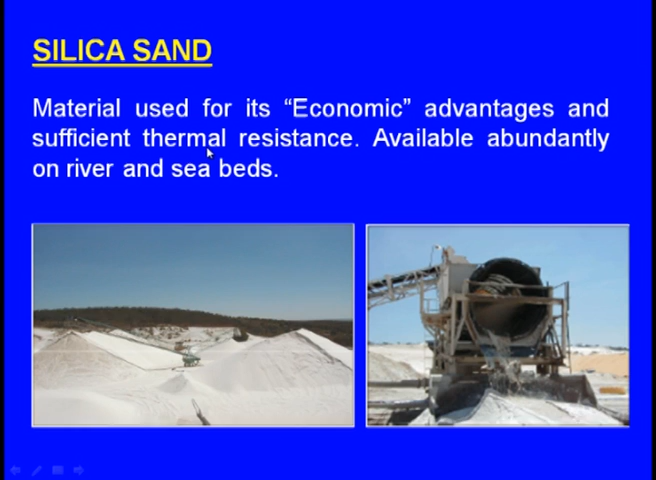 SILICA SAND
Material used for its “Economic” advantages and
sufficient thermal resistance. Available abundantly
on river and sea beds.